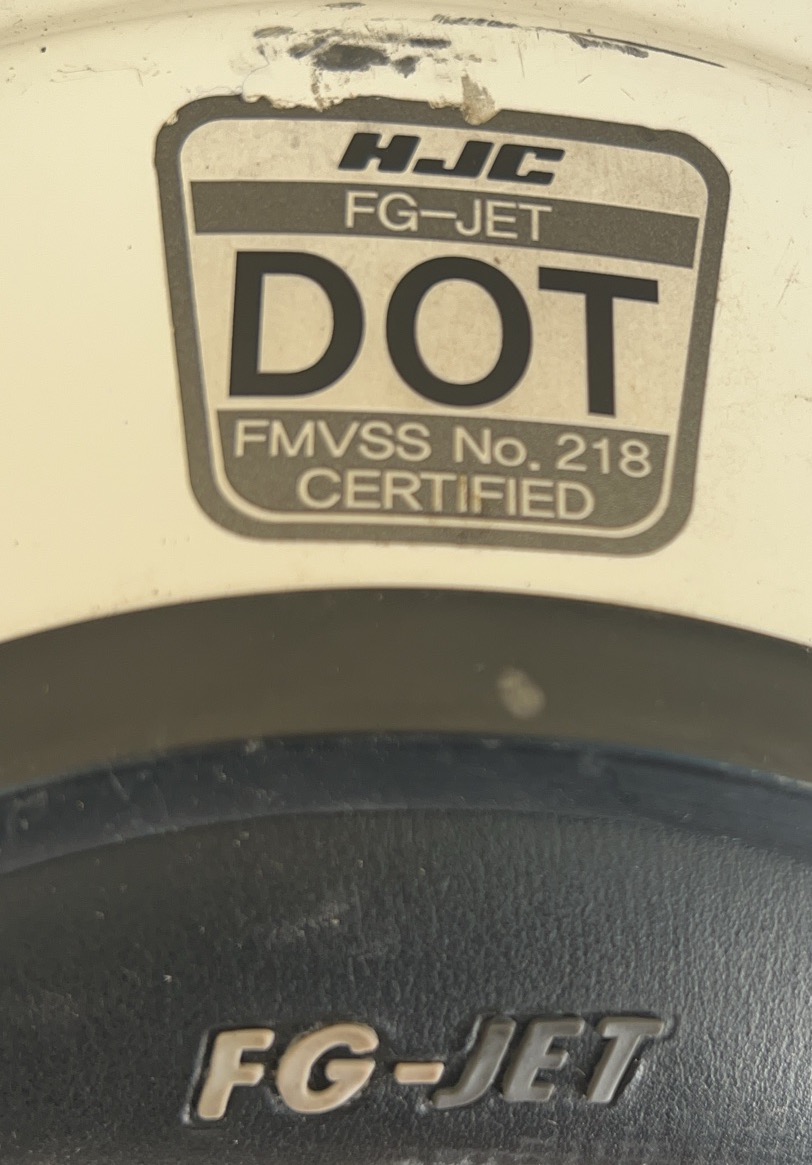 HJC
FG-JET
DOT
FMVSS No. 218
CERTIFIED
FG-JET